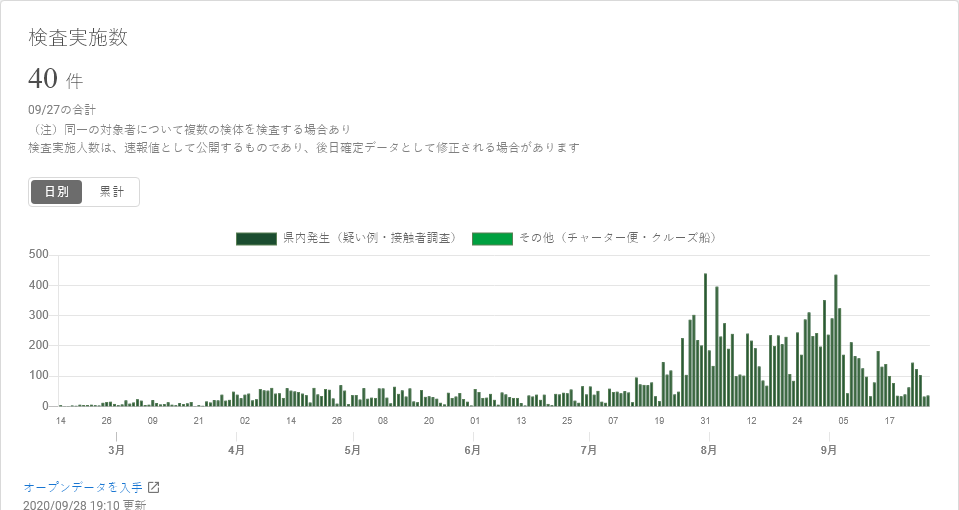 検査実施数
40 件
09/27の合計
（注）同一の対象者について複数の検体を検査する場合あり
検査実施人数は、速報値として公開するものであり、後日確定データとして修正される場合があります
日別 累計
県内発生（疑い例・接触者調査） その他（チャーター便・クルーズ船）
500
400
300
200
100
0
14 26 09 21 02 14 26 08 20 01 13 25 07 19 31 12 24 05 17
3月 4月 5月 6月 7月 8月 9月
オープンデータを入手
2020/09/28 19:10 更新